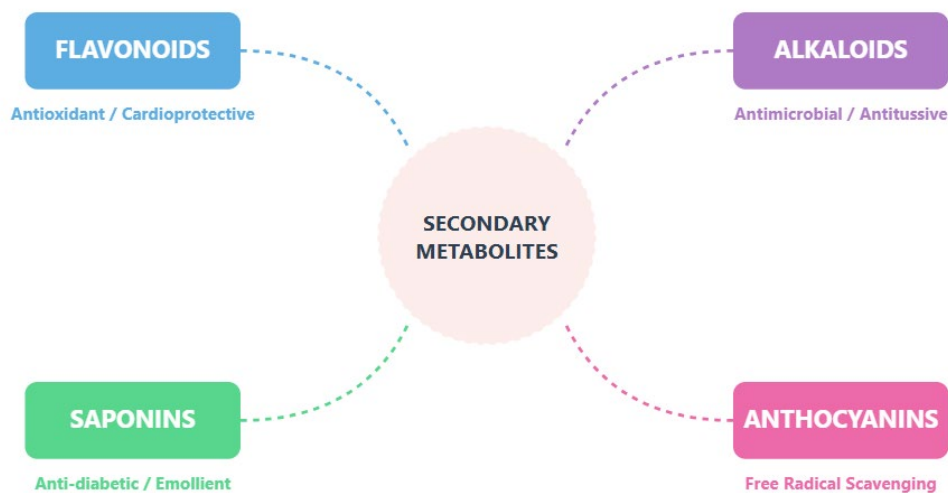 FLAVONOIDS
Antioxidant / Cardioprotective
ALKALOIDS
Antimicrobial / Antitussive
SECONDARY
METABOLITES
SAPONINS
Anti-diabetic / Emollient
ANTHOCYANINS
Free Radical Scavenging